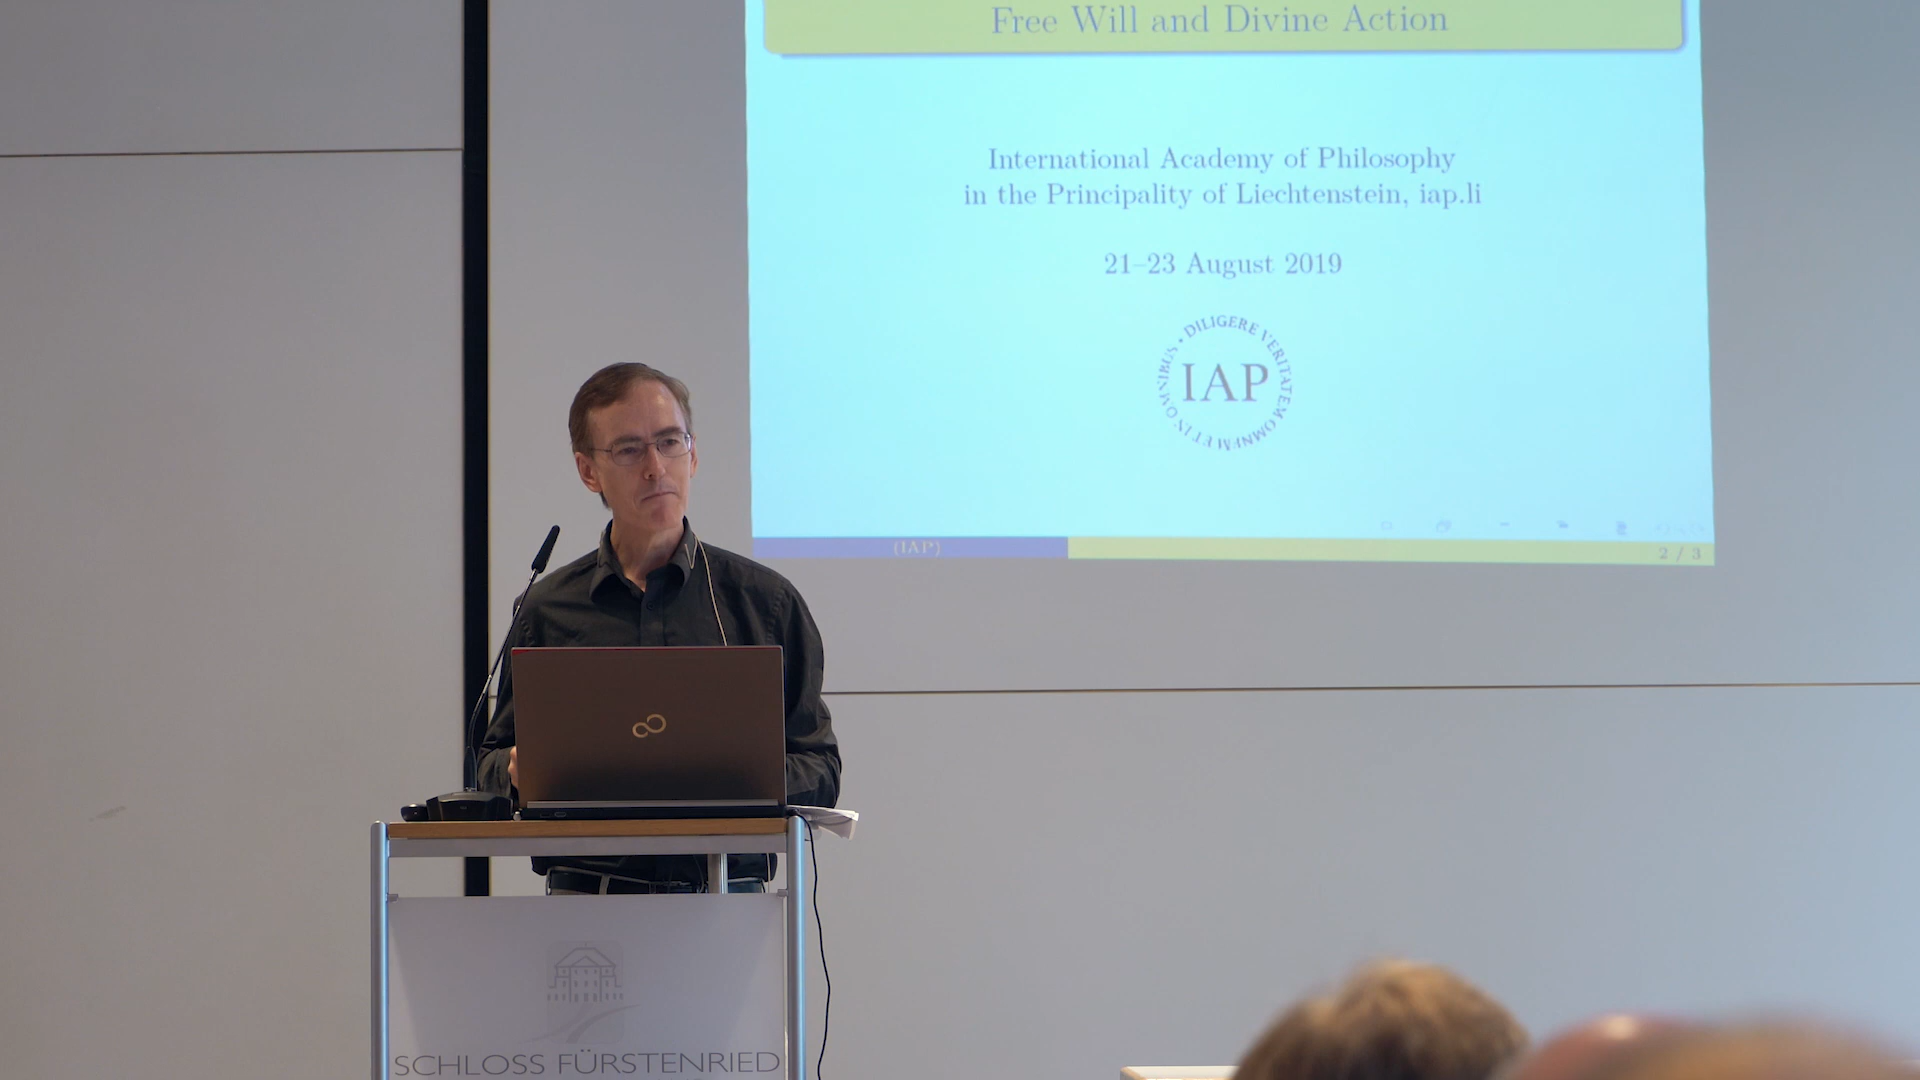 Free Will and Divine Action
International Academy of Philosophy
in the Principality of Liechtenstein, iap.li
21–23 August 2019
DILIGERE VERITATEM OMNEM ET IN OMNIBUS •
IAP
(IAP)
2 / 3
SCHLOSS FÜRSTENRIED